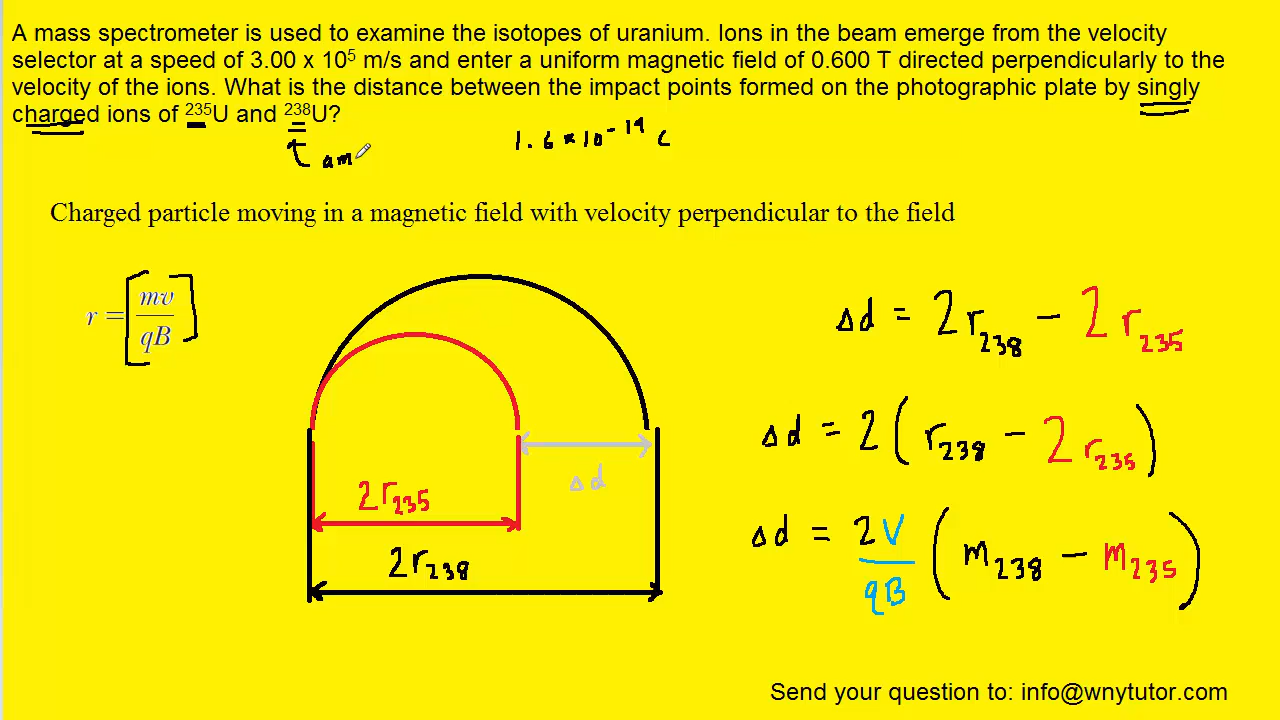 A mass spectrometer is used to examine the isotopes of uranium. Ions in the beam emerge from the velocity
selector at a speed of 3.00 x 10⁵ m/s and enter a uniform magnetic field of 0.600 T directed perpendicularly to the
velocity of the ions. What is the distance between the impact points formed on the photographic plate by singly
charged ions of ²³⁵U and ²³⁸U?
am
1.6 × 10⁻¹⁹ C
Charged particle moving in a magnetic field with velocity perpendicular to the field
r = [mv/qB]
Δd = 2r₂₃₈ − 2r₂₃₅
Δd = 2(r₂₃₈ − 2r₂₃₅)
Δd
2r₂₃₅
Δd = 2V/qB (m₂₃₈ − m₂₃₅)
2r₂₃₈
Send your question to: info@wnytutor.com